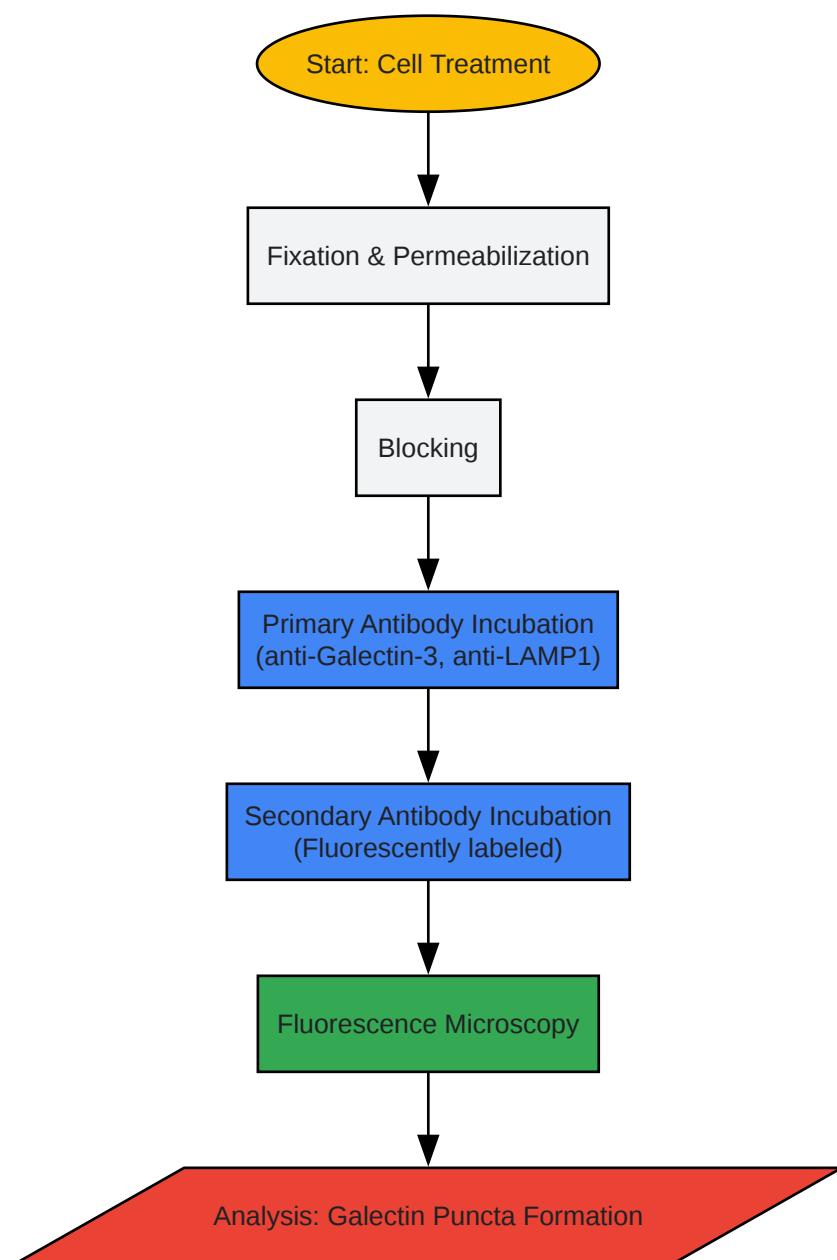 Start: Cell Treatment
Fixation & Permeabilization
Blocking
Primary Antibody Incubation
(anti-Galectin-3, anti-LAMP1)
Secondary Antibody Incubation
(Fluorescently labeled)
Fluorescence Microscopy
Analysis: Galectin Puncta Formation